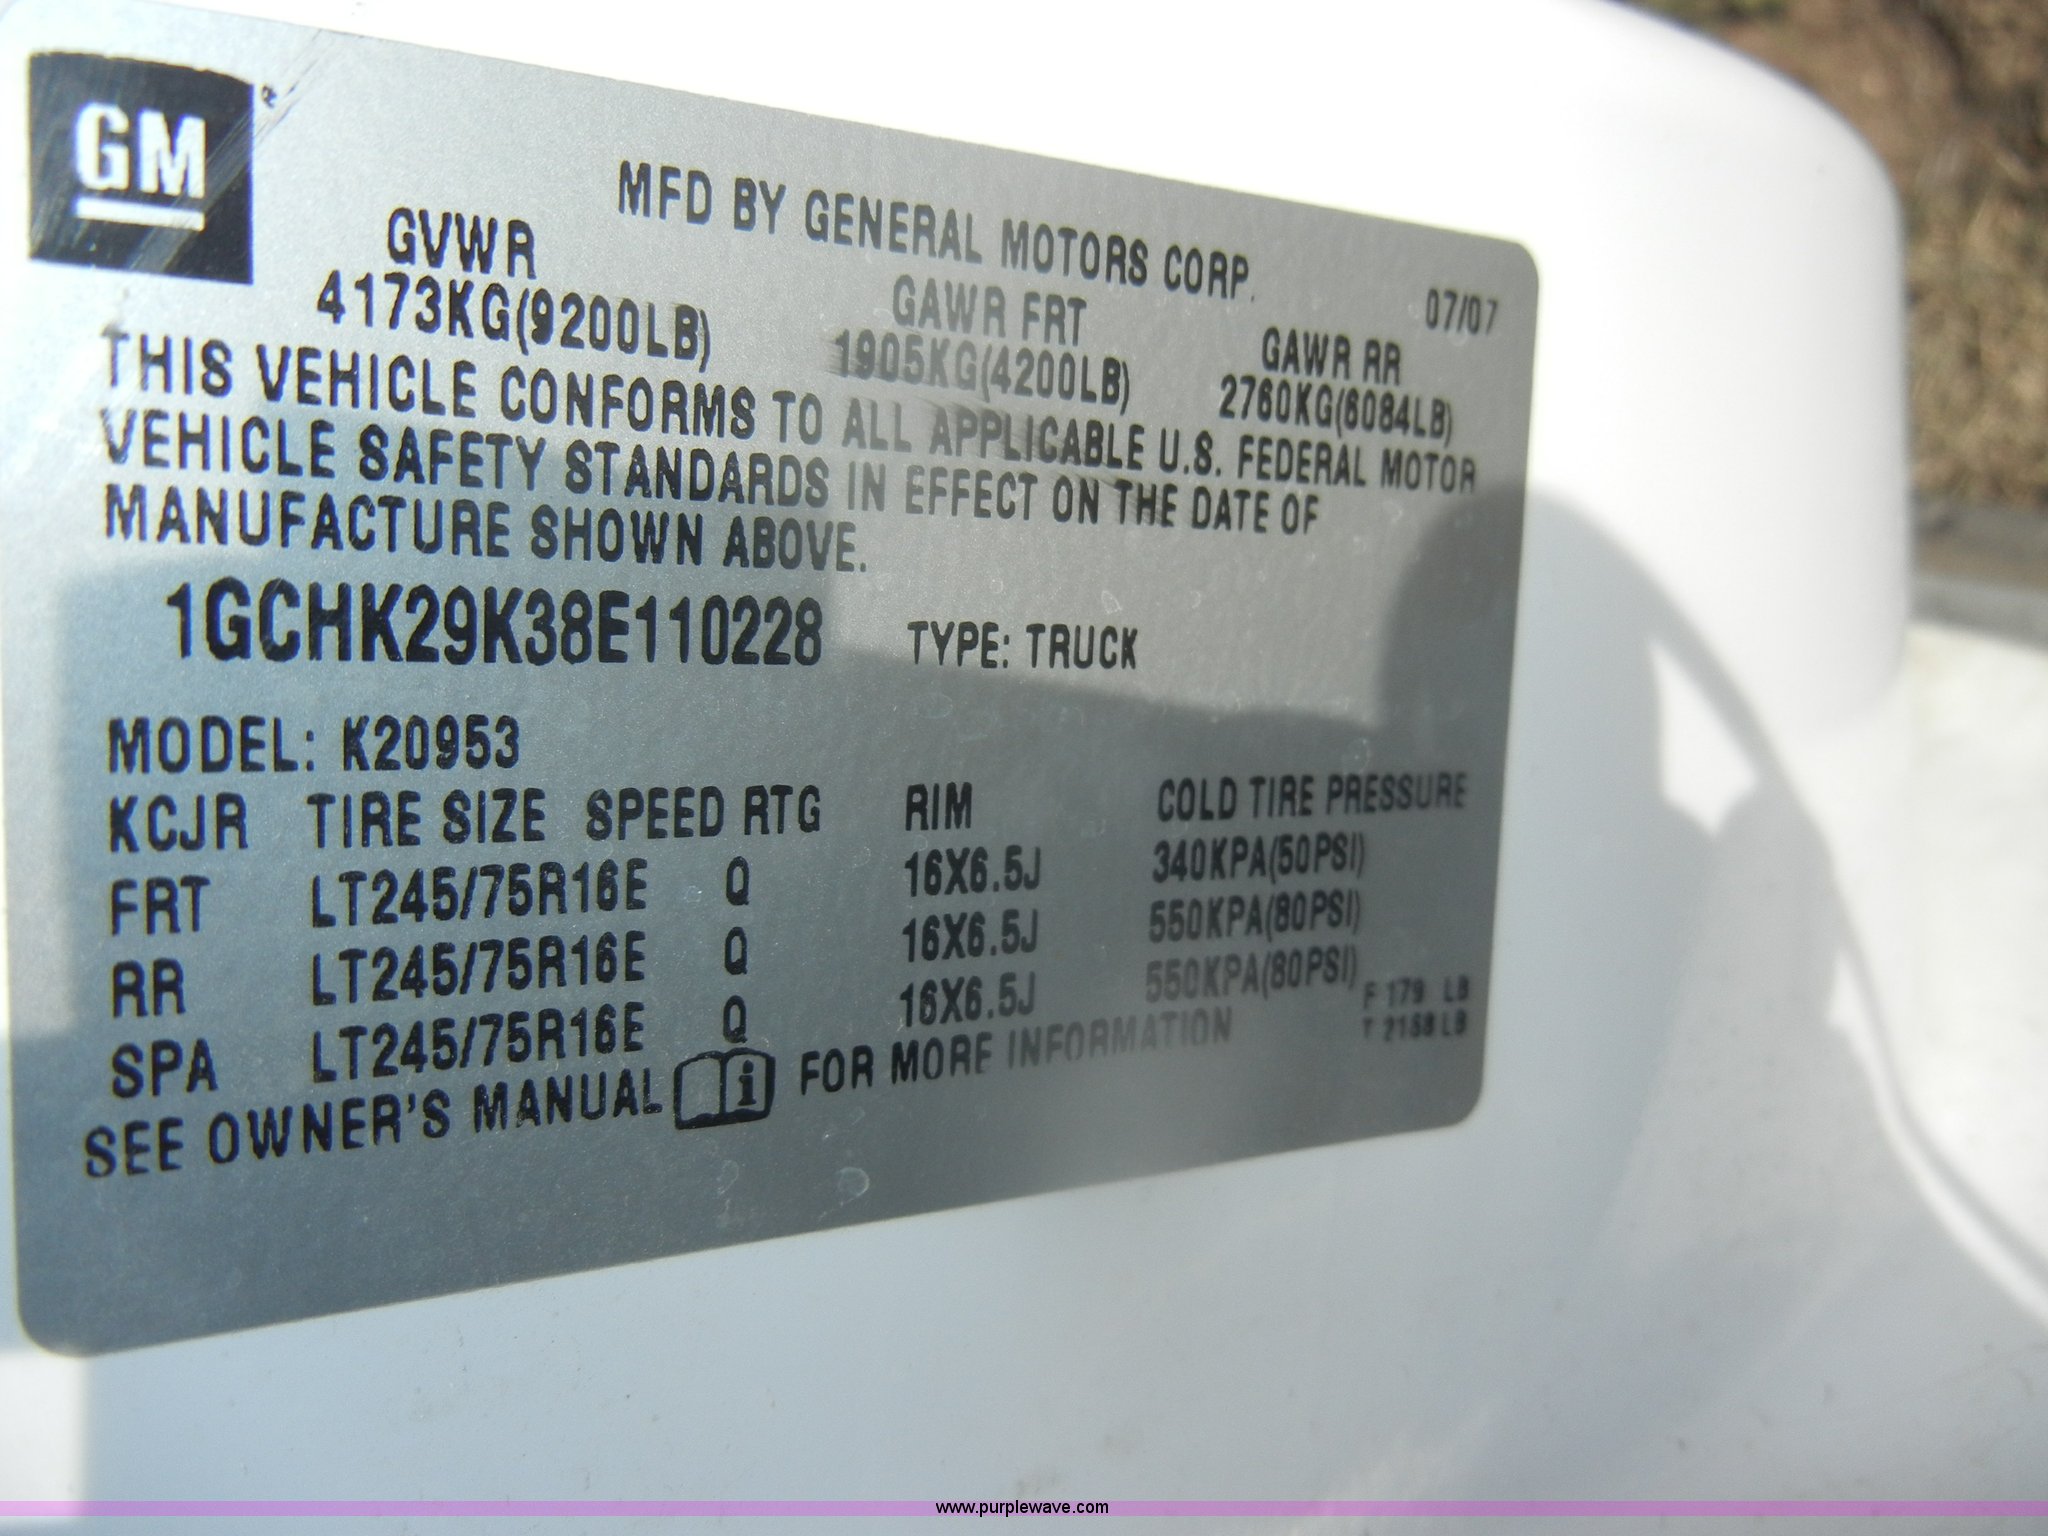 GM®
MFD BY GENERAL MOTORS CORP.
07/07
GVWR GAWR FRT GAWR RR
4173KG(9200LB) 1905KG(4200LB) 2760KG(6084LB)
THIS VEHICLE CONFORMS TO ALL APPLICABLE U.S. FEDERAL MOTOR
VEHICLE SAFETY STANDARDS IN EFFECT ON THE DATE OF
MANUFACTURE SHOWN ABOVE.
1GCHK29K38E110228 TYPE: TRUCK
MODEL: K20953
KCJR TIRE SIZE SPEED RTG RIM COLD TIRE PRESSURE
FRT LT245/75R16E Q 16X6.5J 340KPA(50PSI)
RR LT245/75R16E Q 16X6.5J 550KPA(80PSI)
SPA LT245/75R16E Q 16X6.5J 550KPA(80PSI)
F 179 LB
T 2168 LB
SEE OWNER'S MANUAL i FOR MORE INFORMATION
www.purplewave.com